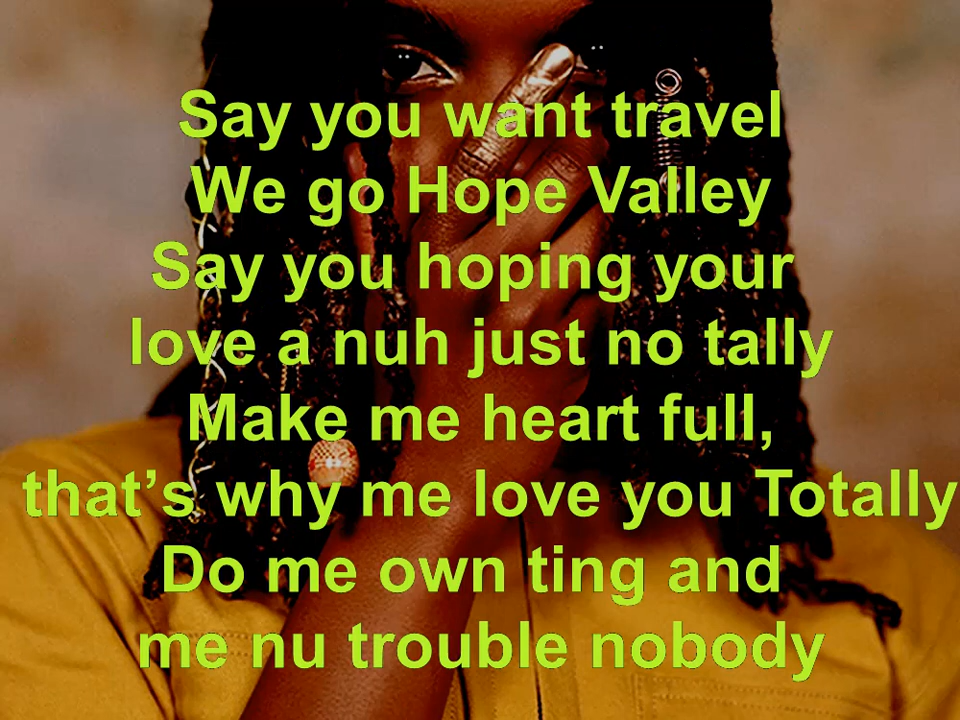 Say you want travel
We go Hope Valley
Say you hoping your
love a nuh just no tally
Make me heart full,
that’s why me love you Totally
Do me own ting and
me nu trouble nobody